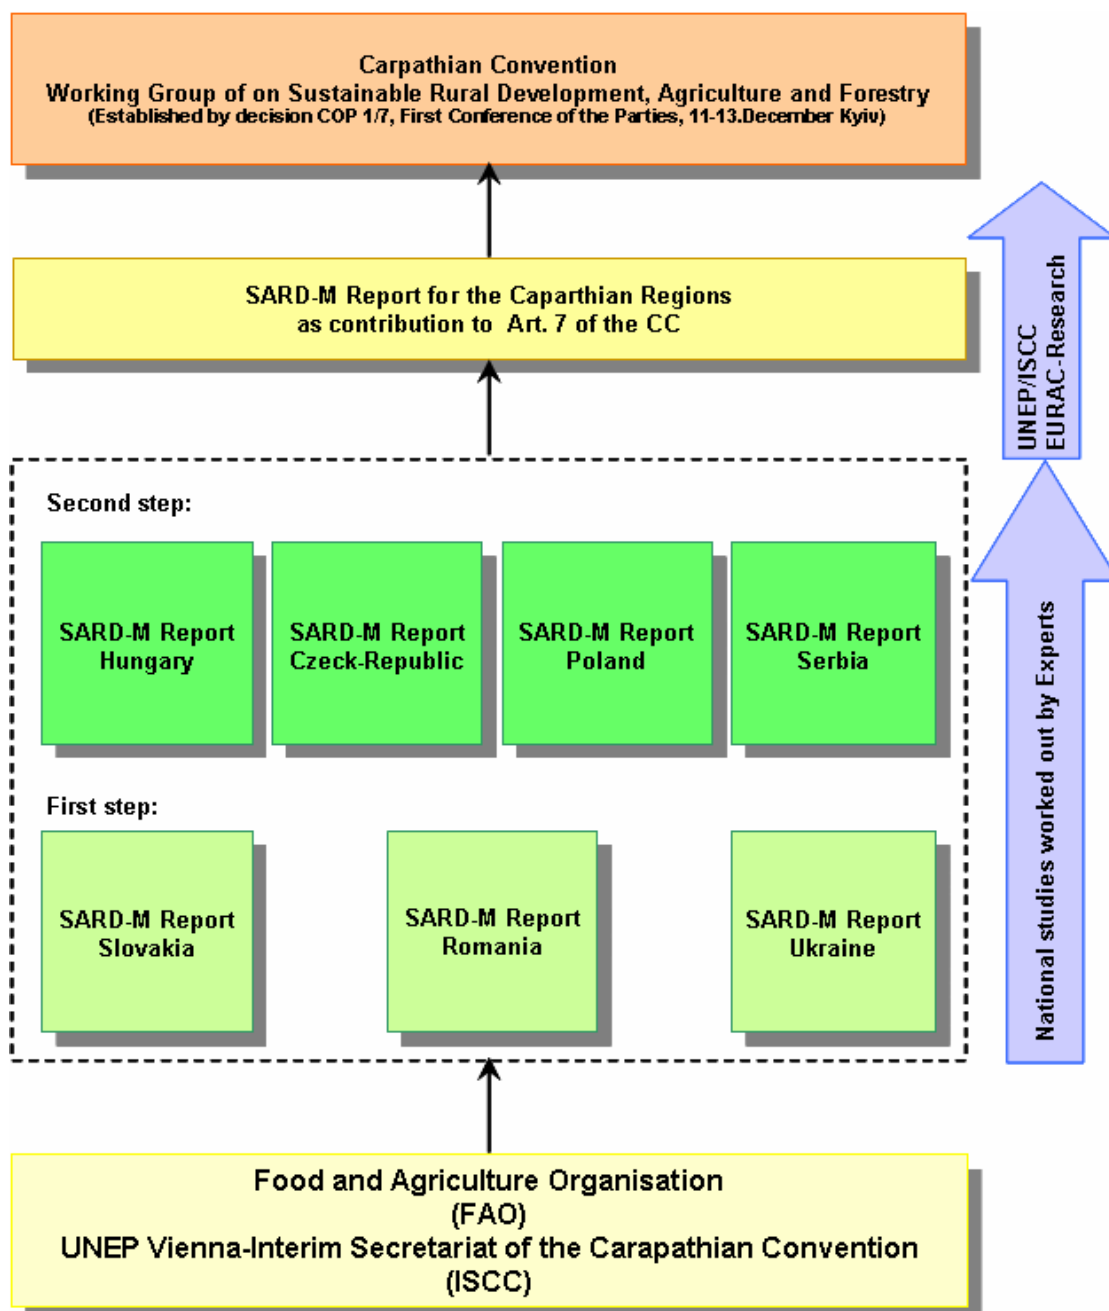 Carpathian Convention
Working Group of on Sustainable Rural Development, Agriculture and Forestry
(Established by decision COP 1/7, First Conference of the Parties, 11-13.December Kyiv)
SARD-M Report for the Caparthian Regions
as contribution to Art. 7 of the CC
UNEP/ISCC
EURAC-Research
Second step:
SARD-M Report
Hungary
SARD-M Report
Czeck-Republic
SARD-M Report
Poland
SARD-M Report
Serbia
First step:
SARD-M Report
Slovakia
SARD-M Report
Romania
SARD-M Report
Ukraine
National studies worked out by Experts
Food and Agriculture Organisation
(FAO)
UNEP Vienna-Interim Secretariat of the Carapathian Convention
(ISCC)